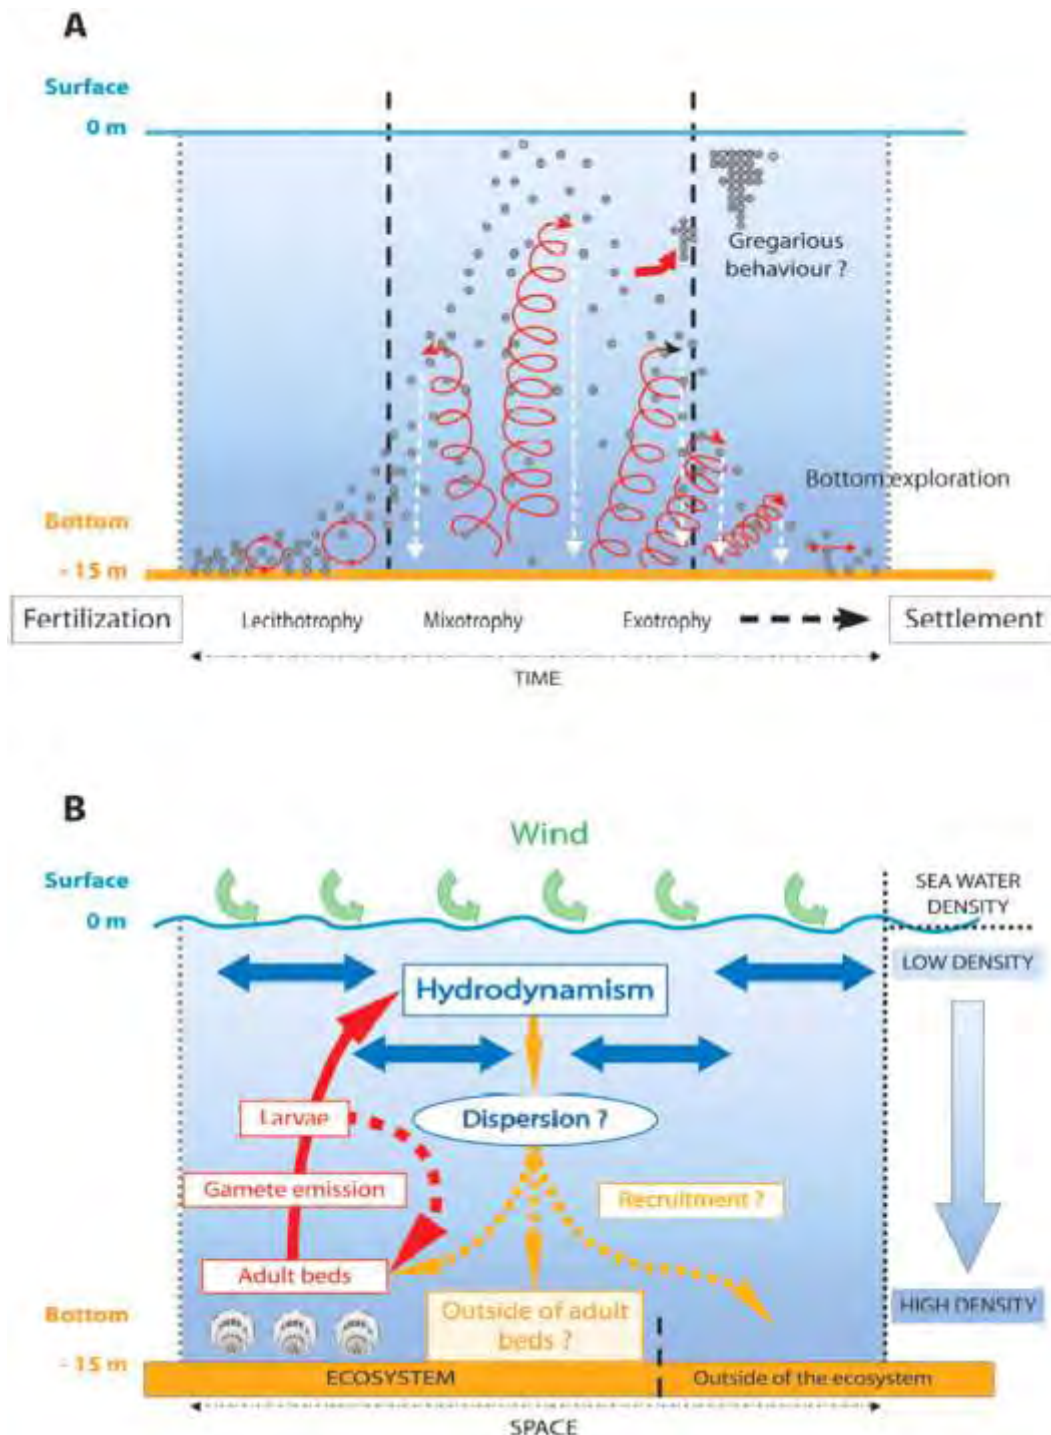 A
Surface
0 m
Gregarious
behaviour ?
Bottom exploration
Bottom
- 15 m
Fertilization
Lecithotrophy
Mixotrophy
Exotrophy
Settlement
TIME
B
Wind
Surface
0 m
SEA WATER
DENSITY
LOW DENSITY
Hydrodynamism
Larvae
Dispersion ?
Gamete emission
Recruitment ?
Adult beds
HIGH DENSITY
Bottom
Outside of adult
beds ?
- 15 m
ECOSYSTEM
Outside of the ecosystem
SPACE